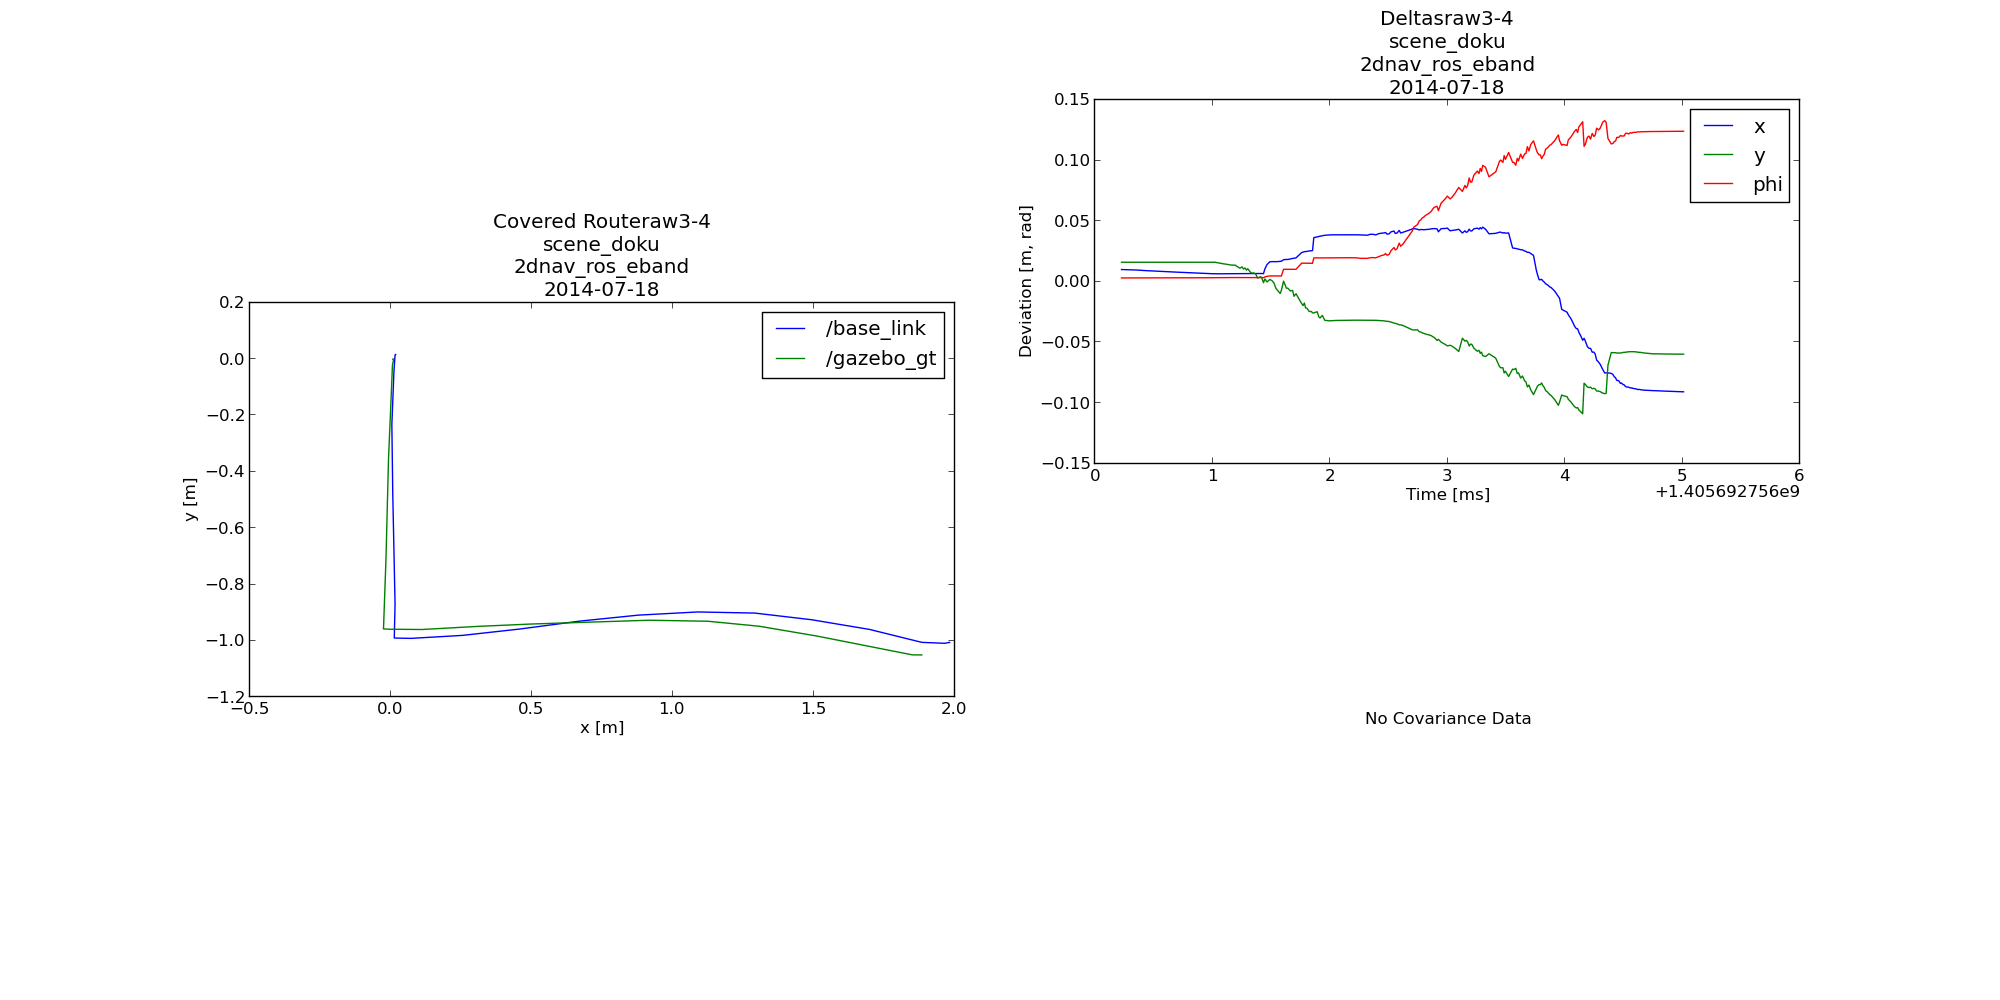 Covered Routeraw3-4
scene_doku
2dnav_ros_eband
2014-07-18
0.2
0.0
−0.2
−0.4
−0.6
−0.8
−1.0
−1.2
y [m]
/base_link
/gazebo_gt
−0.5
0.0
0.5
1.0
1.5
2.0
x [m]
Deltasraw3-4
scene_doku
2dnav_ros_eband
2014-07-18
0.15
0.10
0.05
0.00
−0.05
−0.10
−0.15
Deviation [m, rad]
x
y
phi
0
1
2
3
4
5
6
Time [ms]
+1.405692756e9
No Covariance Data